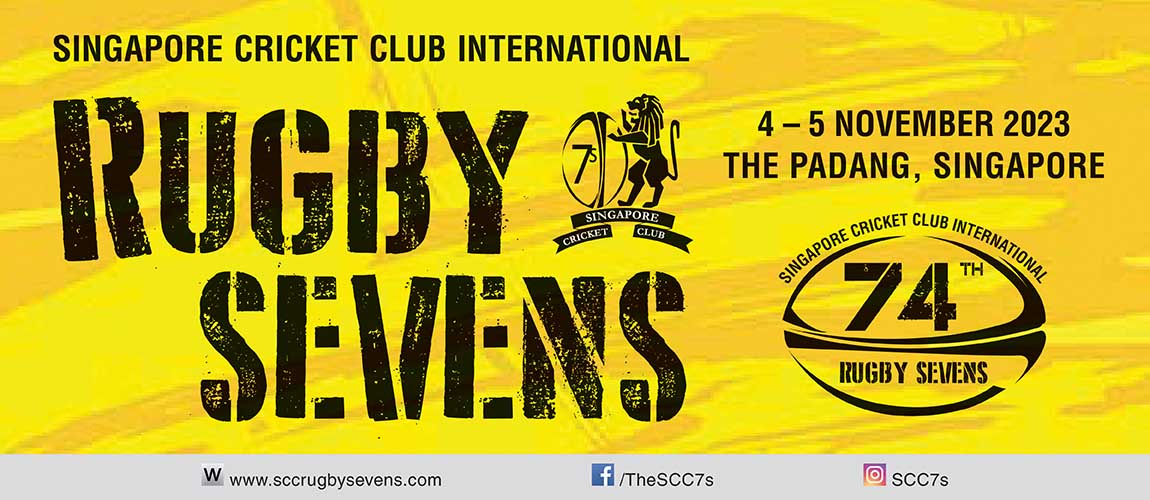 SINGAPORE CRICKET CLUB INTERNATIONAL
RUGBY
SEVENS
7s
SINGAPORE
CRICKET CLUB
4 – 5 NOVEMBER 2023
THE PADANG, SINGAPORE
SINGAPORE CRICKET CLUB INTERNATIONAL
74TH
RUGBY SEVENS
W www.sccrugbysevens.com
f /TheSCC7s
SCC7s